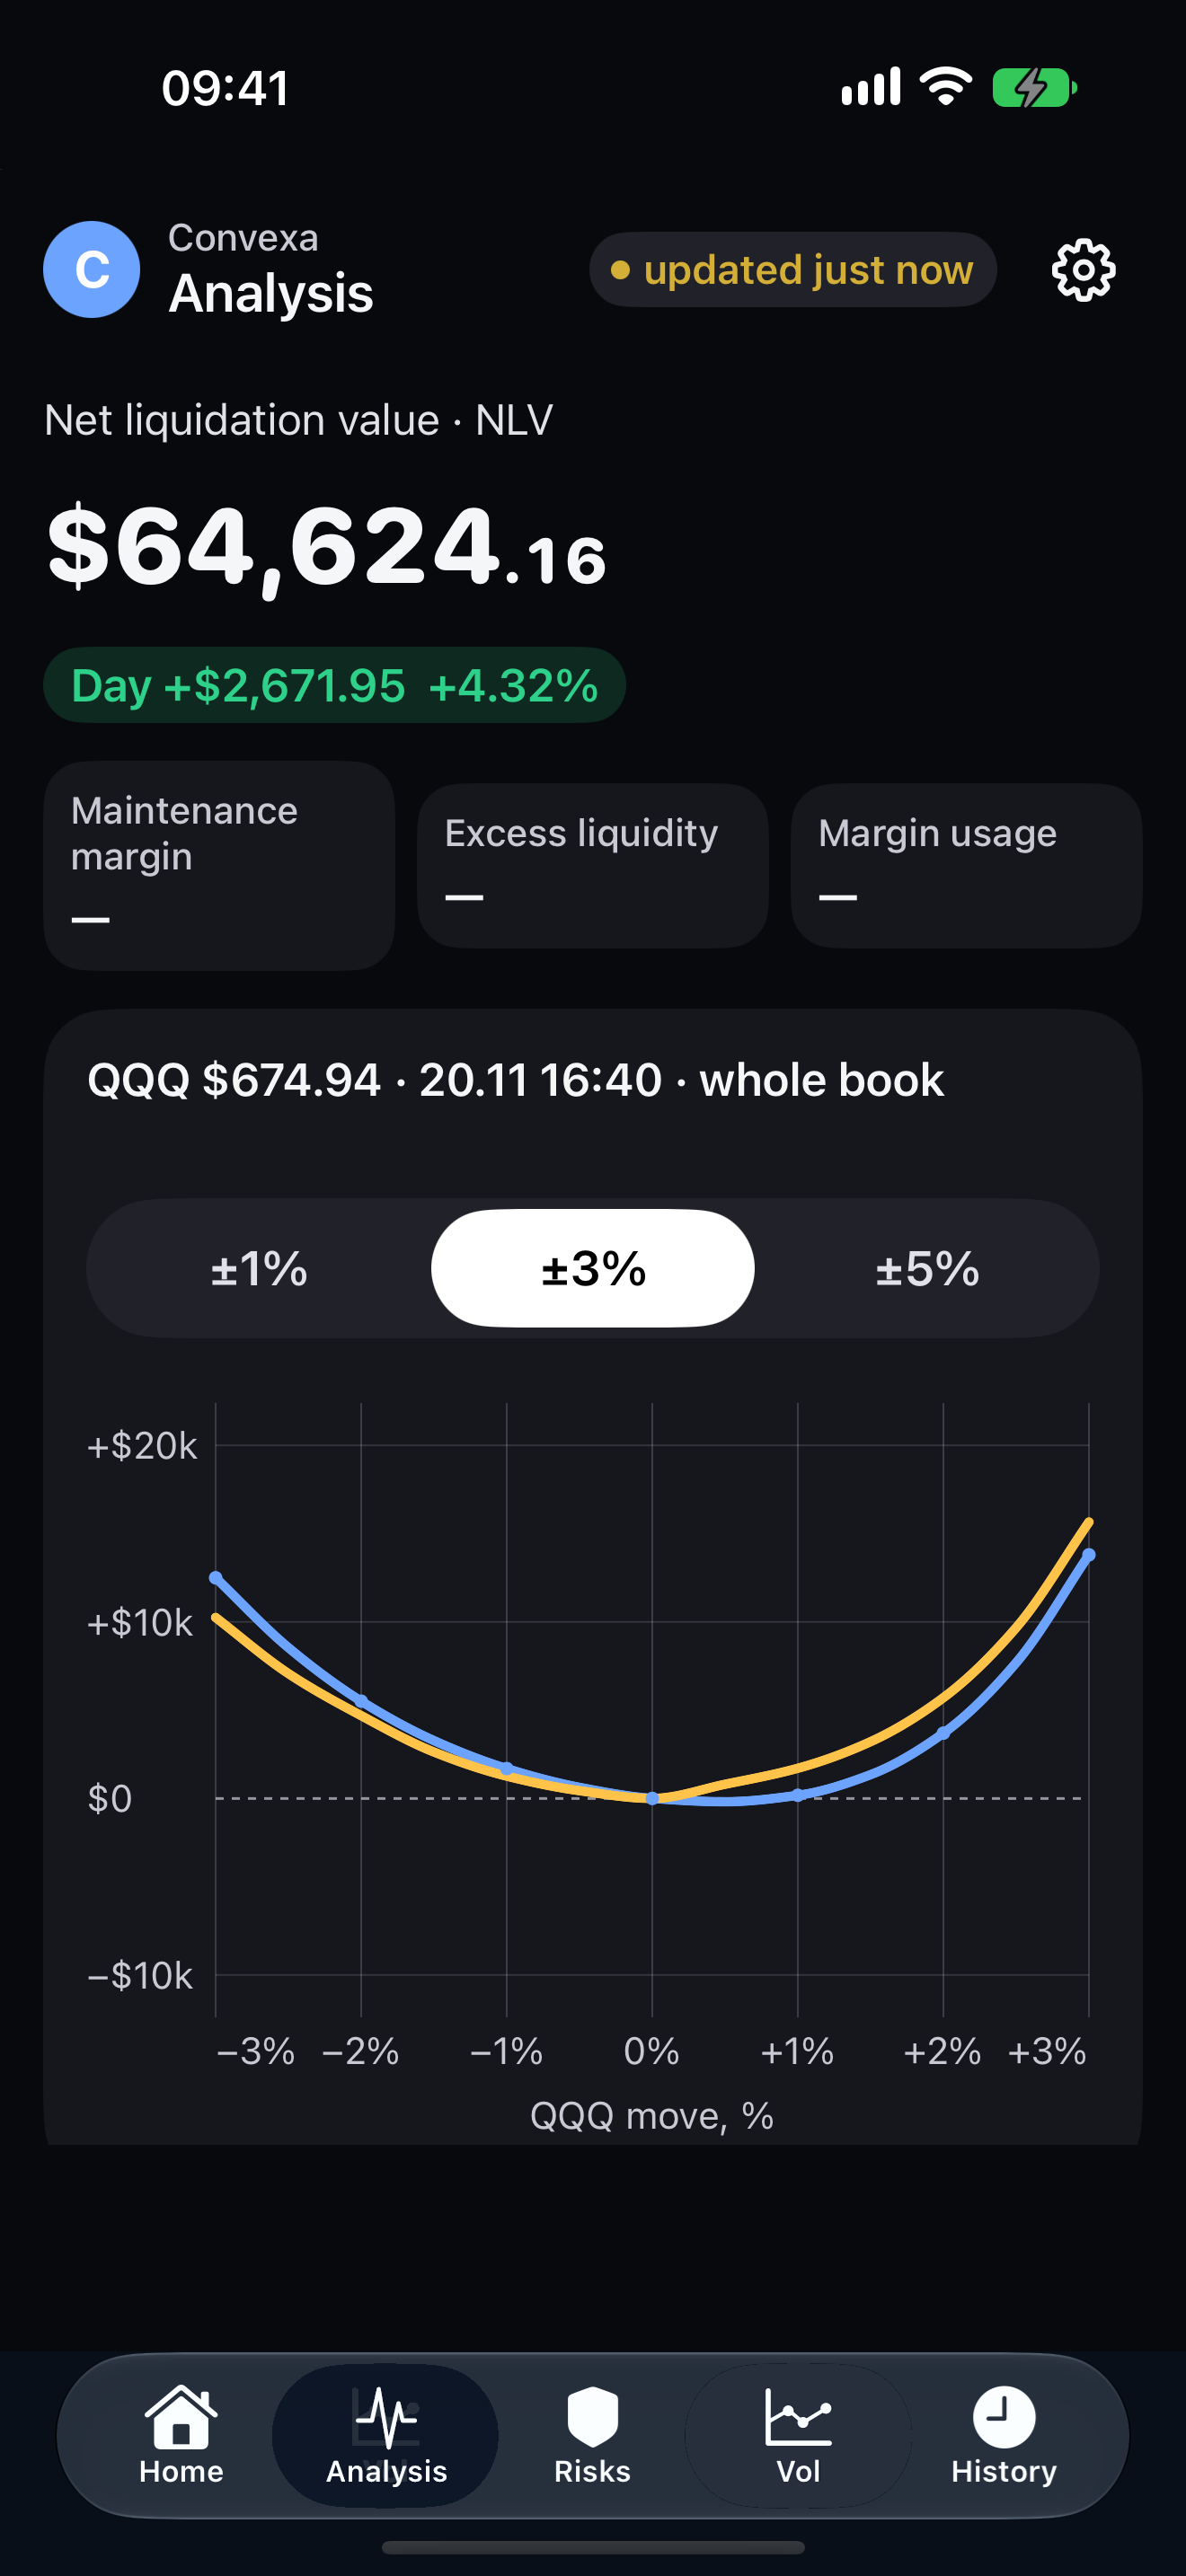 09:41
C
Convexa
Analysis
updated just now
Net liquidation value · NLV
$64,624.16
Day +$2,671.95 +4.32%
Maintenance
margin
—
Excess liquidity
—
Margin usage
—
QQQ $674.94 · 20.11 16:40 · whole book
±1%
±3%
±5%
+$20k
+$10k
$0
−$10k
−3% −2% −1% 0% +1% +2% +3%
QQQ move, %
Home
Analysis
Risks
Vol
History